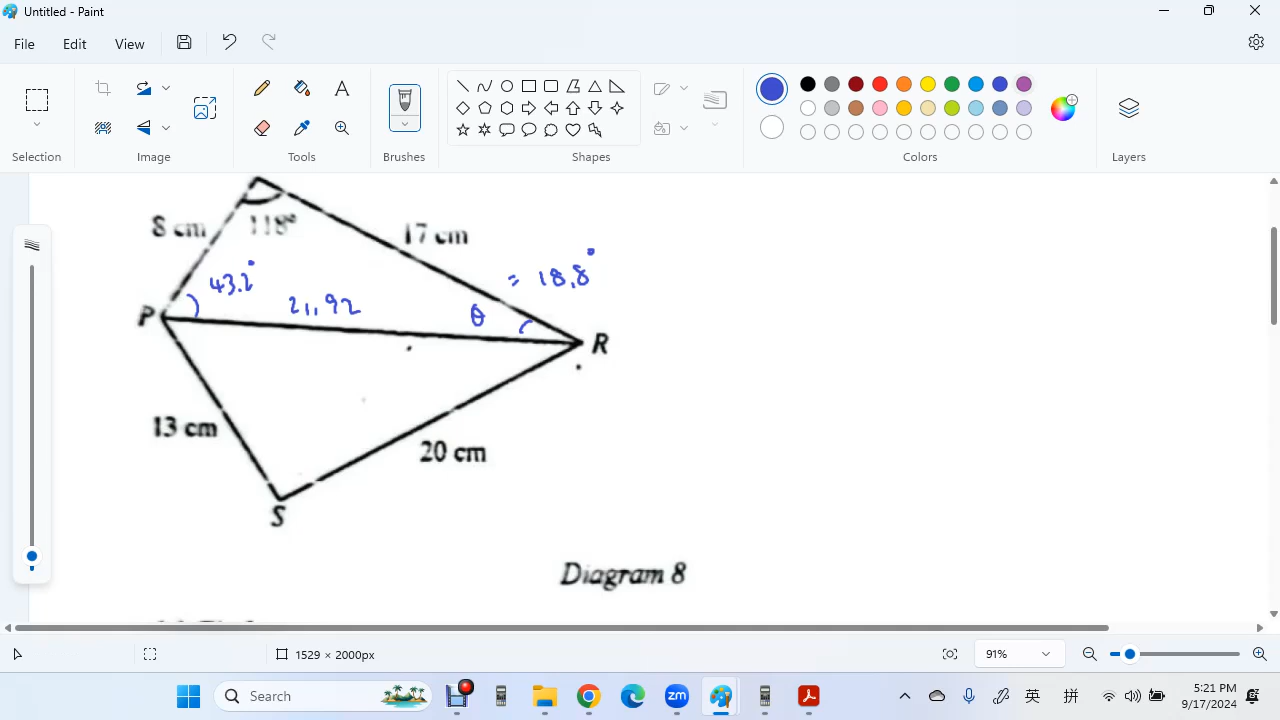 Untitled - Paint
File Edit View
Selection Image Tools Brushes Shapes Colors Layers
8 cm 118° 17 cm
43.2° = 18.8°
21.92 θ
P R
13 cm 20 cm
S
Diagram 8
1529 × 2000px 91%
Search zm 英 拼 5:21 PM
9/17/2024